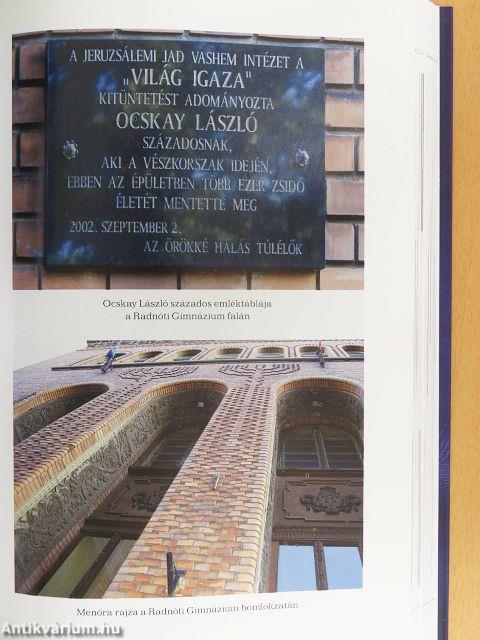 A JERUZSÁLEMI JAD VASHEM INTÉZET A
„VILÁG IGAZA"
KITÜNTETÉST ADOMÁNYOZTA
OCSKAY LÁSZLÓ
SZÁZADOSNAK,
AKI A VÉSZKORSZAK IDEJÉN,
EBBEN AZ ÉPÜLETBEN TÖBB EZER ZSIDÓ
ÉLETÉT MENTETTE MEG
2002. SZEPTEMBER 2.
AZ ÖRÖKKÉ HÁLÁS TÚLÉLŐK
Ocskay László százados emléktáblája
a Radnóti Gimnázium falán
Menóra rajza a Radnóti Gimnázium homlokzatán
Antikvárium.hu